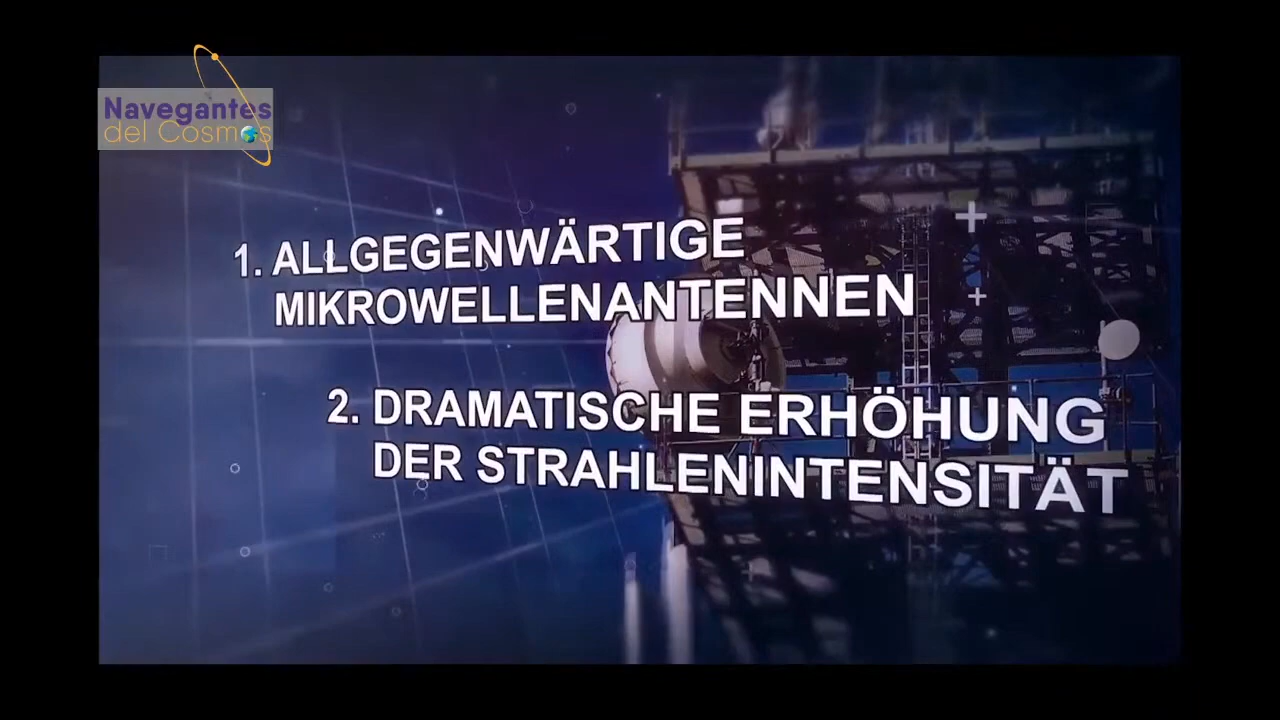 Navegantes
del Cosmos
1. ALLGEGENWÄRTIGE
MIKROWELLENANTENNEN
2. DRAMATISCHE ERHÖHUNG
DER STRAHLENINTENSITÄT